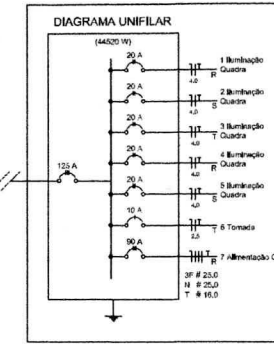 DIAGRAMA UNIFILAR
(44520 W)
20 A
1 Iluminação
Quadra
4,0
R
20 A
2 Iluminação
Quadra
4,0
S
20 A
3 Iluminação
Quadra
4,0
T
20 A
4 Iluminação
Quadra
4,0
R
20 A
5 Iluminação
Quadra
4,0
S
125 A
10 A
6 Tomada
2,5
T
90 A
7 Alimentação
R
3F # 25.0
N # 25,0
T # 16.0